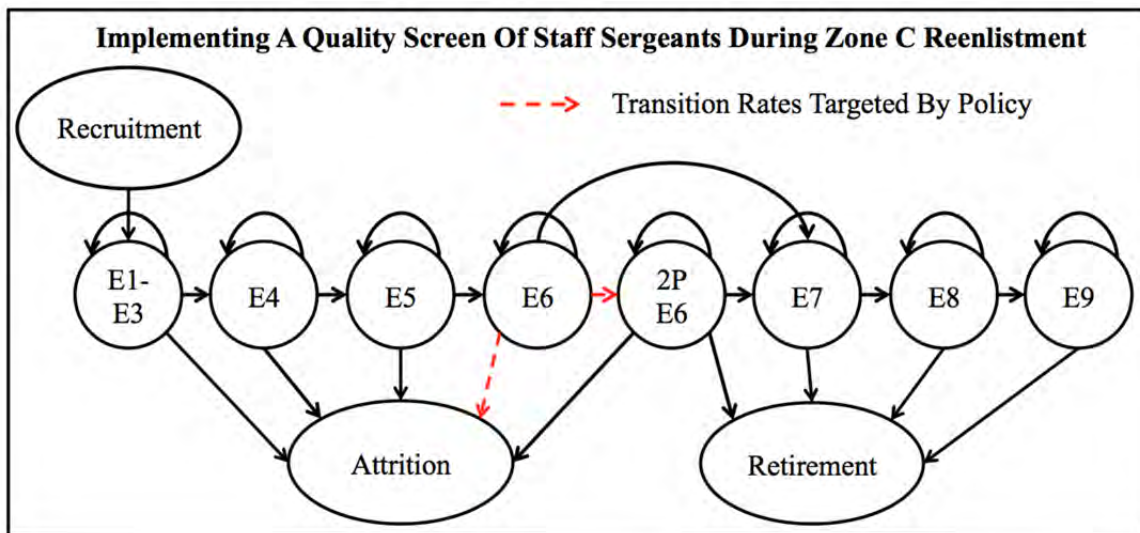 Implementing A Quality Screen Of Staff Sergeants During Zone C Reenlistment
Transition Rates Targeted By Policy
Recruitment
E1-
E3
E4
E5
E6
2P
E6
E7
E8
E9
Attrition
Retirement